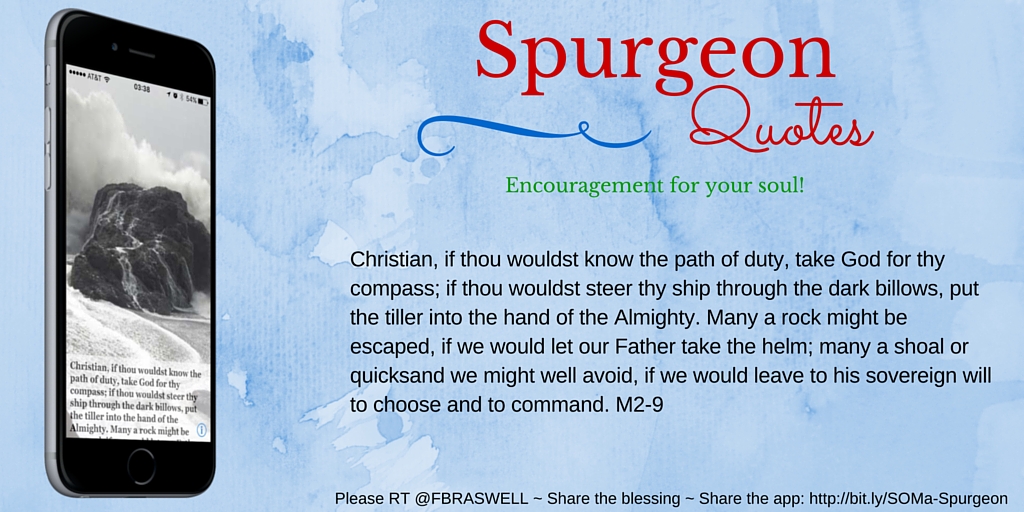 ●●●●● AT&T
03:38
54%
Christian, if thou wouldst know the
path of duty, take God for thy
compass; if thou wouldst steer thy
ship through the dark billows, put
the tiller into the hand of the
Almighty. Many a rock might be
Spurgeon
Quotes
Encouragement for your soul!
Christian, if thou wouldst know the path of duty, take God for thy
compass; if thou wouldst steer thy ship through the dark billows, put
the tiller into the hand of the Almighty. Many a rock might be
escaped, if we would let our Father take the helm; many a shoal or
quicksand we might well avoid, if we would leave to his sovereign will
to choose and to command. M2-9
Please RT @FBRASWELL ~ Share the blessing ~ Share the app: http://bit.ly/SOMa-Spurgeon